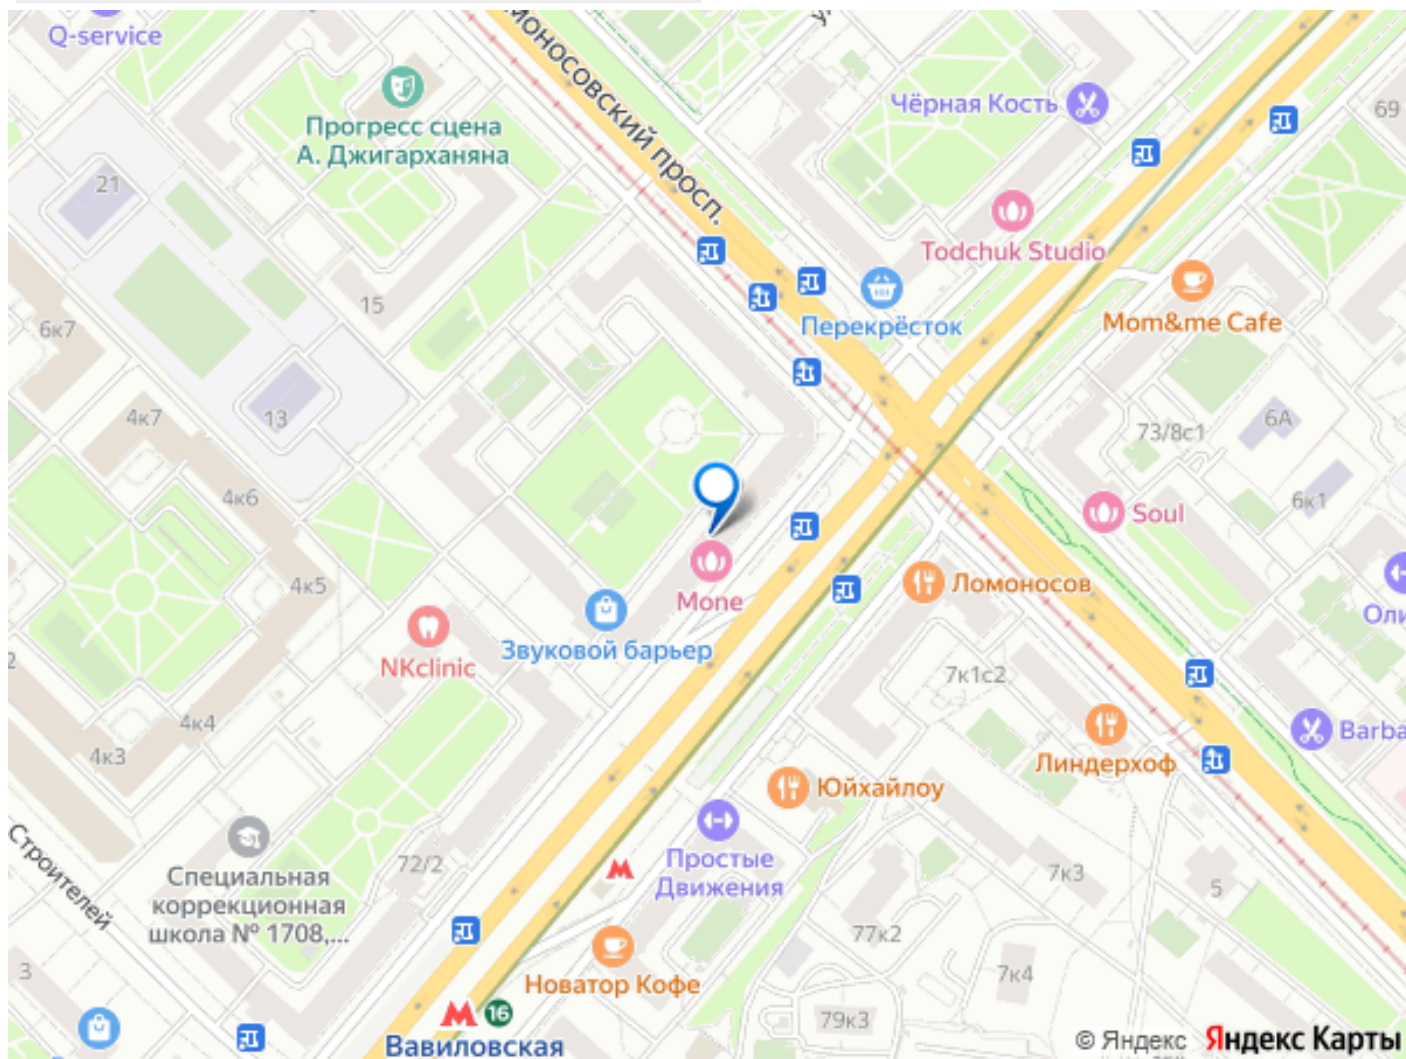 Q-service
Прогресс сцена
А. Джигарханяна
Чёрная Кость
69
21
Todchuk Studio
15
Перекрёсток
Mom&me Cafe
6к7
4к7
13
73/8с1
6А
4к6
6к1
Soul
4к5
Mone
Ломоносов
NKclinic
Звуковой барьер
7к1с2
4к4
4к3
Линдерхоф
Юйхайлоу
Строителей
72/2
Простые
Движения
7к3
5
Специальная
коррекционная
школа № 1708,...
77к2
3
Новатор Кофе
7к4
16
79к3
Вавиловская
© Яндекс Яндекс Карты